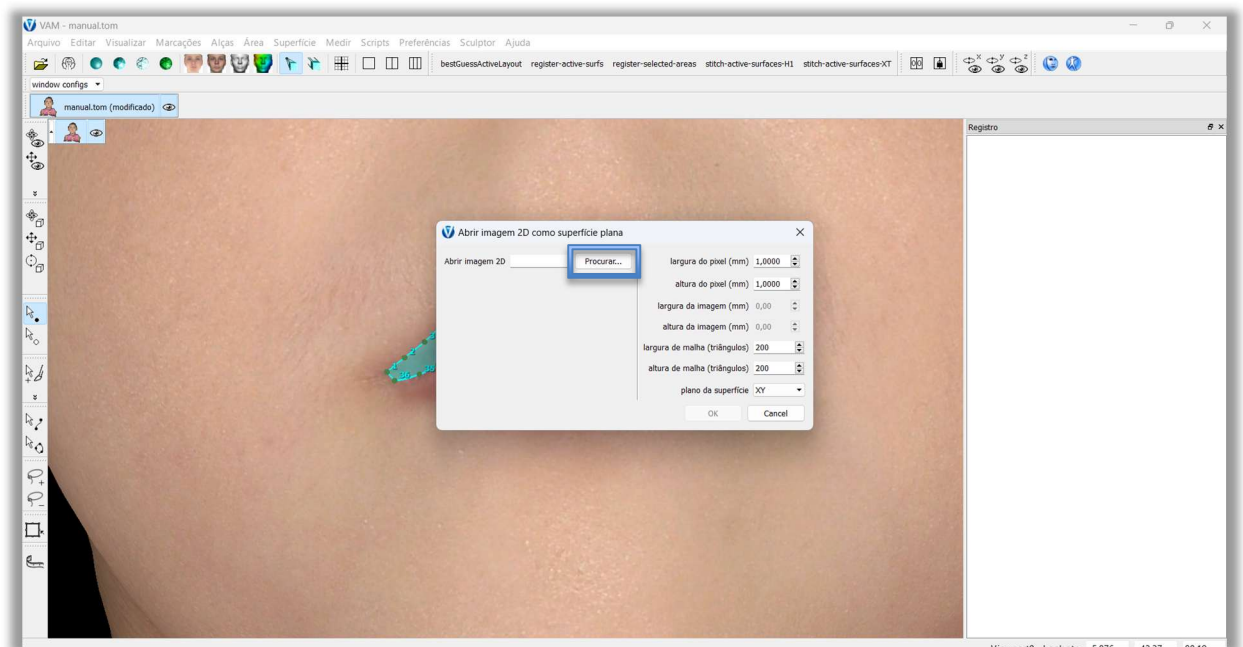 VAM - manual.tom
Arquivo Editar Visualizar Marcações Alças Área Superfície Medir Scripts Preferências Sculptor Ajuda
bestGuessActiveLayout register-active-surfs register-selected-areas stitch-active-surfaces-H1 stitch-active-surfaces-XT
x y z
window configs
manual.tom (modificado)
Registro
Abrir imagem 2D como superfície plana
Abrir imagem 2D Procurar...
largura do pixel (mm) 1,0000
altura do pixel (mm) 1,0000
largura da imagem (mm) 0,00
altura da imagem (mm) 0,00
largura de malha (triângulos) 200
altura de malha (triângulos) 200
plano da superfície XY
OK Cancel